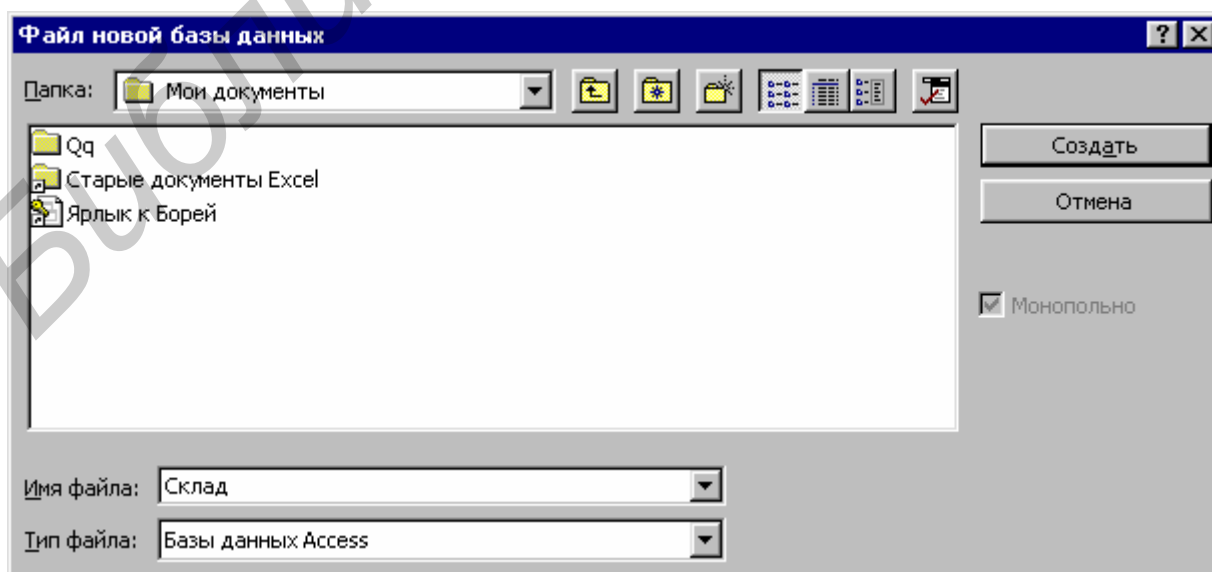 Файл новой базы данных
Папка: Мои документы
Qq
Старые документы Excel
Ярлык к Борей
Создать
Отмена
Монопольно
Имя файла: Склад
Тип файла: Базы данных Access